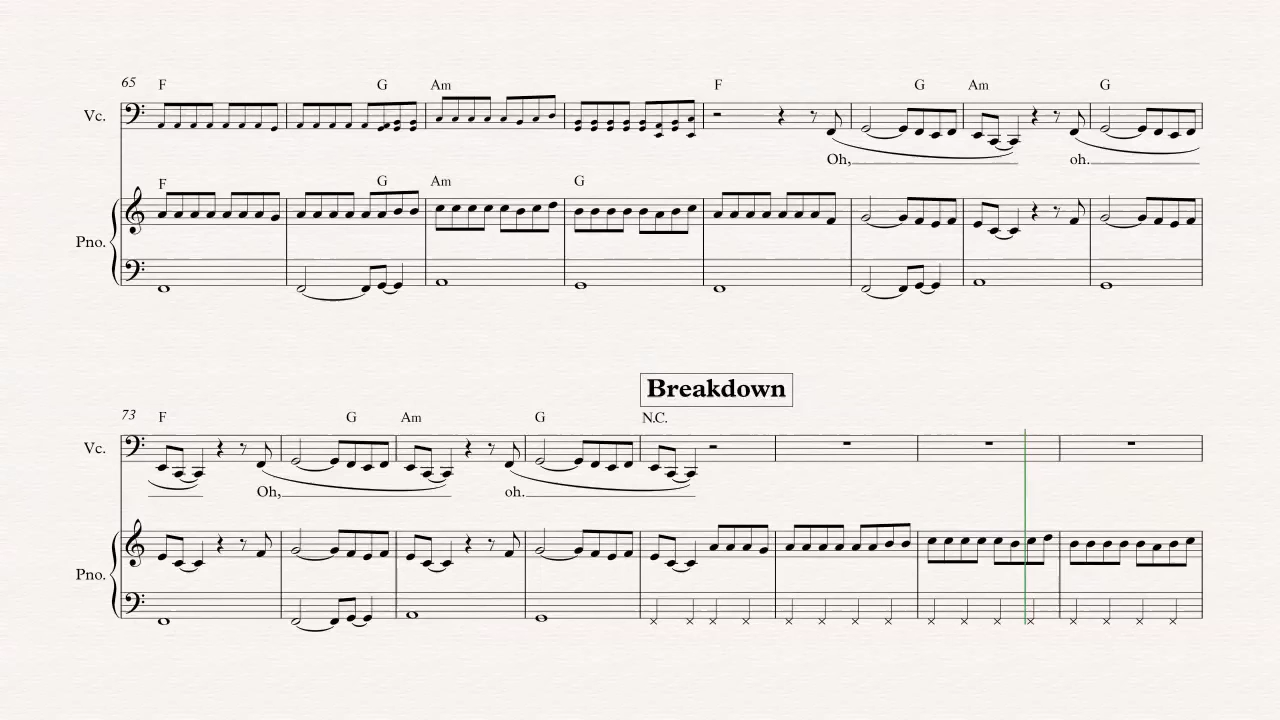 65 F G Am F G Am G
Vc.
Oh, oh.
F G Am G
Pno.
Breakdown
73 F G Am G N.C.
Vc.
Oh, oh.
Pno.